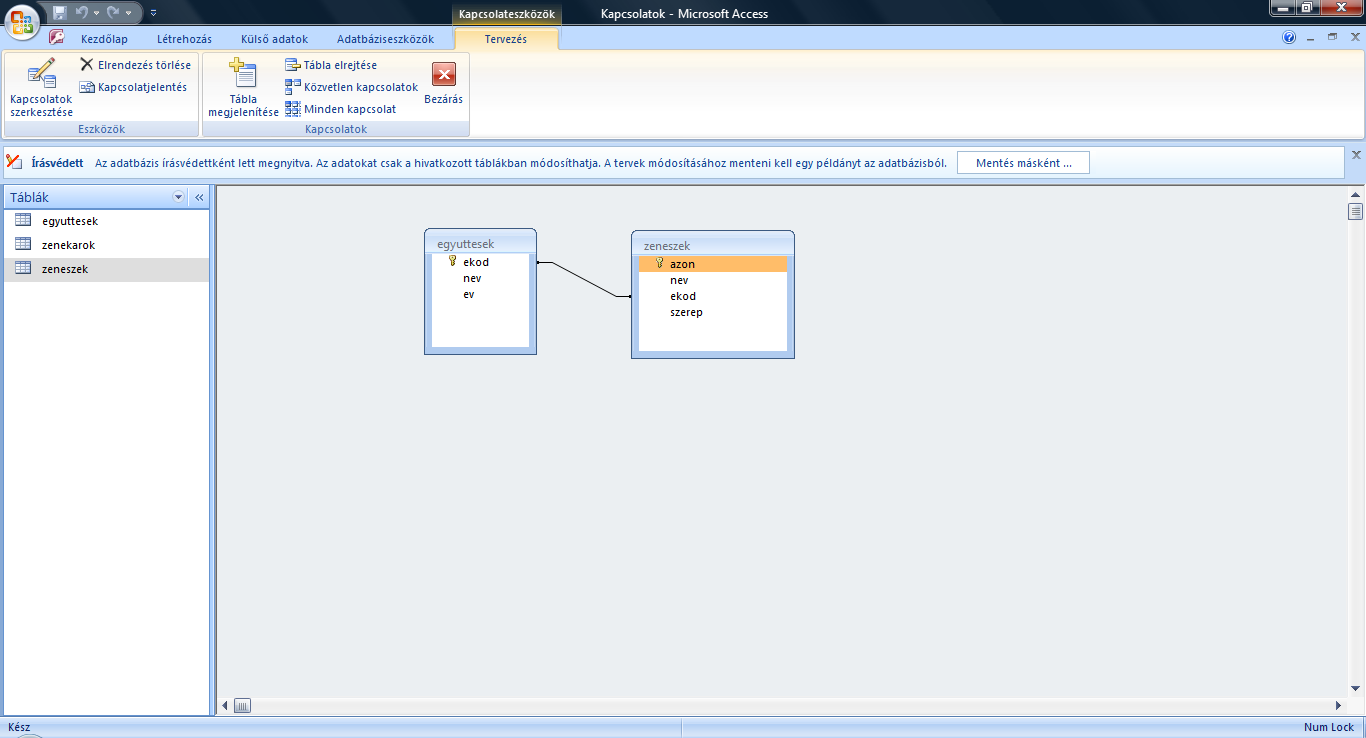 Kapcsolateszközök
Kapcsolatok - Microsoft Access
Kezdőlap
Létrehozás
Külső adatok
Adatbáziseszközök
Tervezés
Kapcsolatok
szerkesztése
Elrendezés törlése
Kapcsolatjelentés
Eszközök
Tábla
megjelenítése
Tábla elrejtése
Közvetlen kapcsolatok
Minden kapcsolat
Bezárás
Kapcsolatok
Írásvédett Az adatbázis írásvédettként lett megnyitva. Az adatokat csak a hivatkozott táblákban módosíthatja. A tervek módosításához menteni kell egy példányt az adatbázisból. Mentés másként ...
Táblák
egyuttesek
zenekarok
zeneszek
egyuttesek
ekod
nev
ev
zeneszek
azon
nev
ekod
szerep
Kész
Num Lock